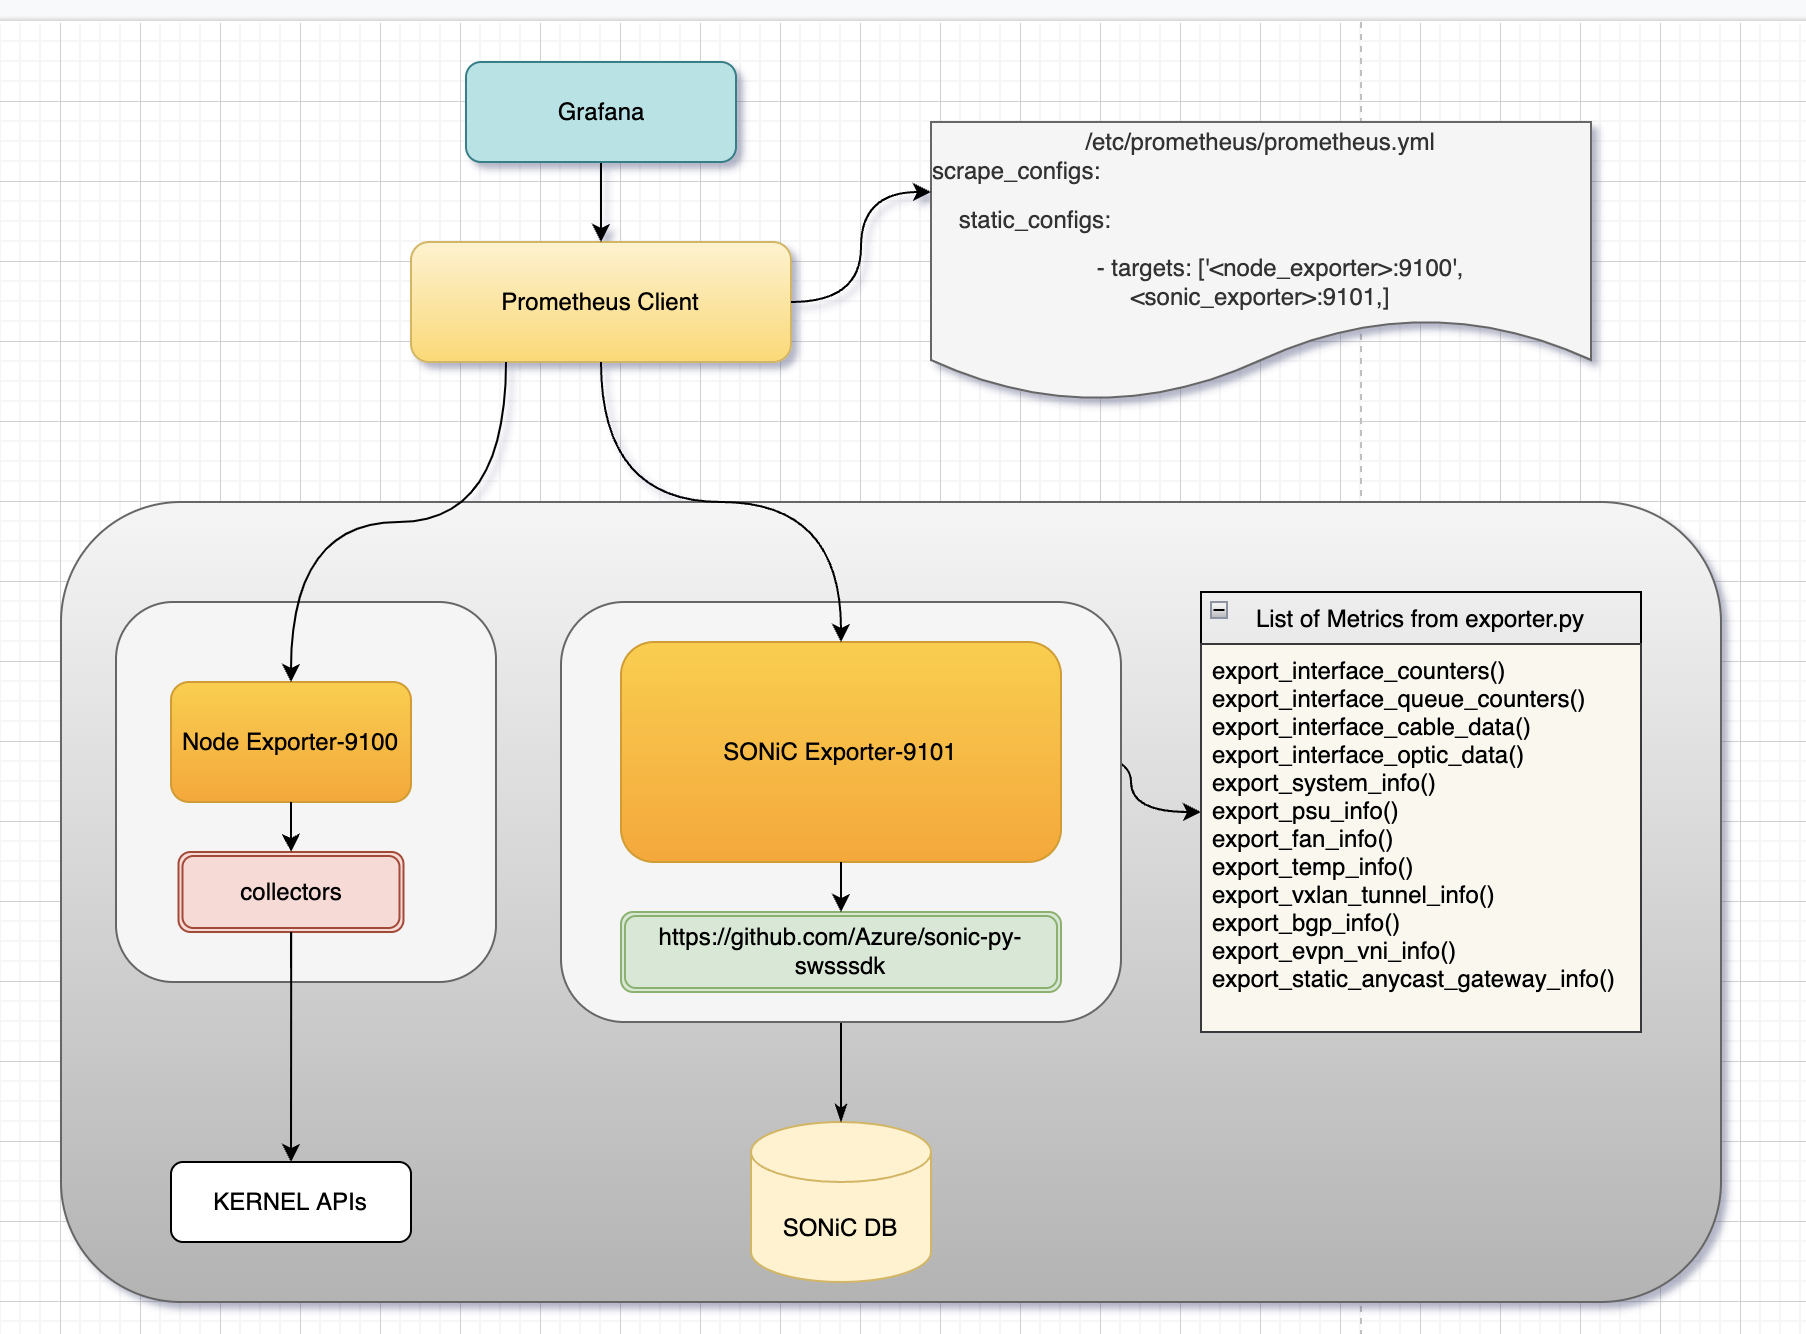 Grafana
/etc/prometheus/prometheus.yml
scrape_configs:
static_configs:
- targets: ['<node_exporter>:9100',
<sonic_exporter>:9101,]
Prometheus Client
List of Metrics from exporter.py
export_interface_counters()
export_interface_queue_counters()
export_interface_cable_data()
export_interface_optic_data()
export_system_info()
export_psu_info()
export_fan_info()
export_temp_info()
export_vxlan_tunnel_info()
export_bgp_info()
export_evpn_vni_info()
export_static_anycast_gateway_info()
Node Exporter-9100
SONiC Exporter-9101
collectors
https://github.com/Azure/sonic-py-
swsssdk
KERNEL APIs
SONiC DB